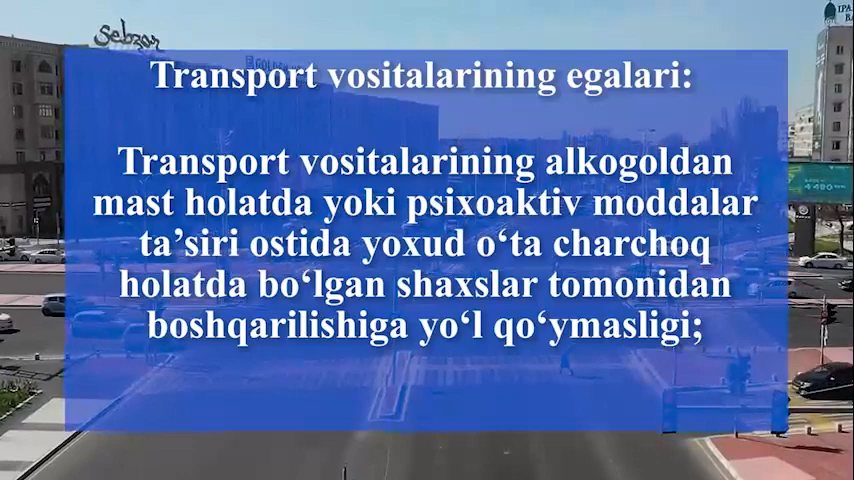 Sebzor
Transport vositalarining egalari:
Transport vositalarining alkogoldan
mast holatda yoki psixoaktiv moddalar
ta’siri ostida yoxud o‘ta charchoq
holatda bo‘lgan shaxslar tomonidan
boshqarilishiga yo‘l qo‘ymasligi;